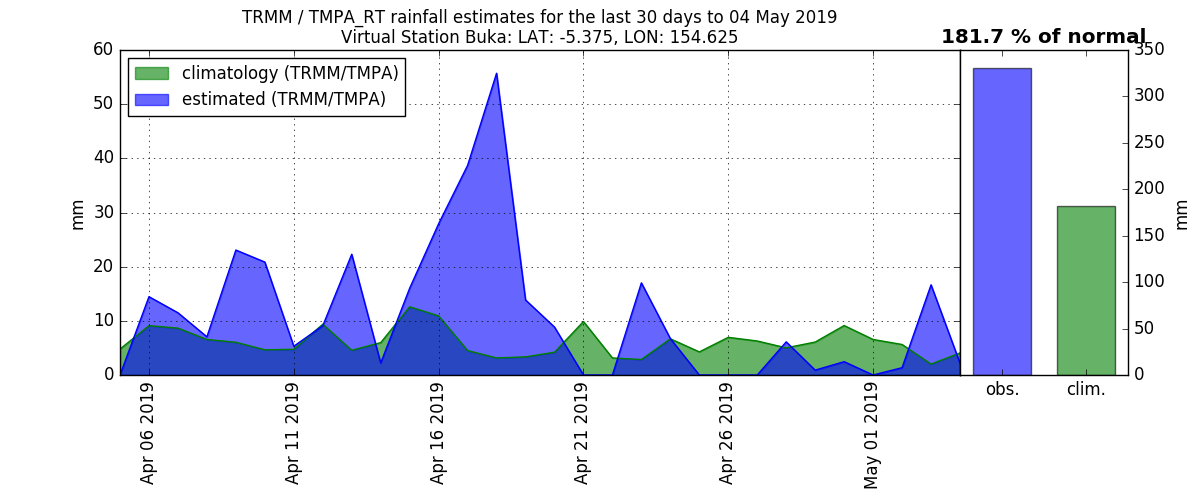 TRMM / TMPA_RT rainfall estimates for the last 30 days to 04 May 2019
Virtual Station Buka: LAT: -5.375, LON: 154.625
181.7 % of normal
climatology (TRMM/TMPA)
estimated (TRMM/TMPA)
60
50
40
30
20
10
0
mm
Apr 06 2019
Apr 11 2019
Apr 16 2019
Apr 21 2019
Apr 26 2019
May 01 2019
350
300
250
200
150
100
50
0
mm
obs.
clim.